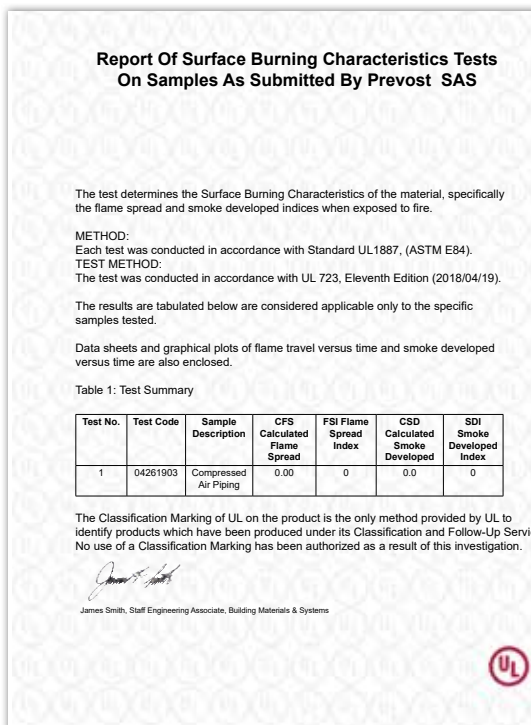 Report Of Surface Burning Characteristics Tests
On Samples As Submitted By Prevost SAS
The test determines the Surface Burning Characteristics of the material, specifically
the flame spread and smoke developed indices when exposed to fire.
METHOD:
Each test was conducted in accordance with Standard UL1887, (ASTM E84).
TEST METHOD:
The test was conducted in accordance with UL 723, Eleventh Edition (2018/04/19).
The results are tabulated below are considered applicable only to the specific
samples tested.
Data sheets and graphical plots of flame travel versus time and smoke developed
versus time are also enclosed.
Table 1: Test Summary
Test No. Test Code Sample Description CFS Calculated Flame Spread FSI Flame Spread Index CSD Calculated Smoke Developed SDI Smoke Developed Index
1 04261903 Compressed Air Piping 0.00 0 0.0 0
The Classification Marking of UL on the product is the only method provided by UL to
identify products which have been produced under its Classification and Follow-Up Servi
No use of a Classification Marking has been authorized as a result of this investigation.
James Smith, Staff Engineering Associate, Building Materials & Systems
UL